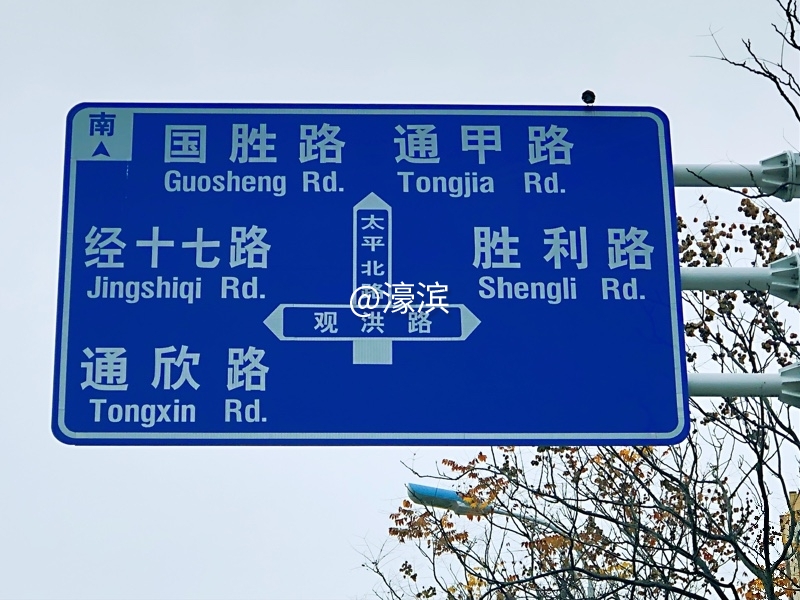 南
国胜路 通甲路
Guosheng Rd. Tongjia Rd.
经十七路
Jingshiqi Rd.
太平北路
胜利路
Shengli Rd.
@濠滨
观洪路
通欣路
Tongxin Rd.